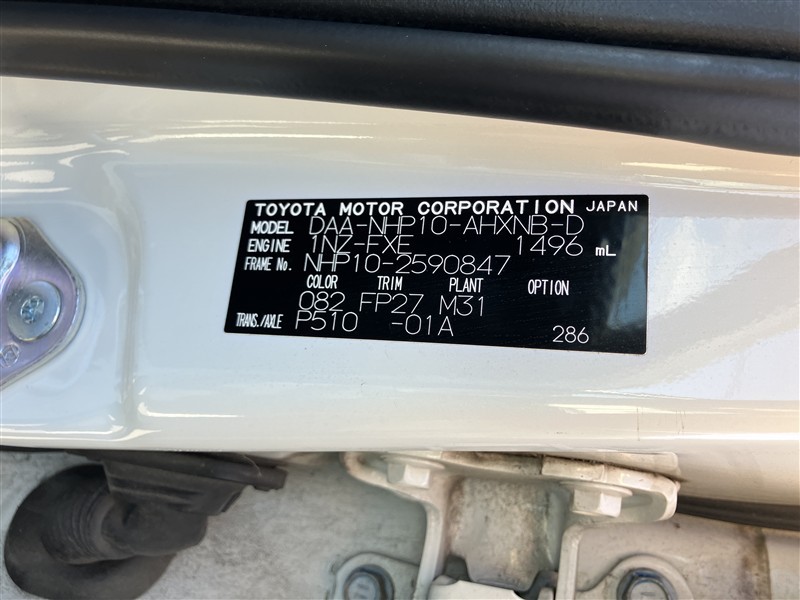 TOYOTA MOTOR CORPORATION JAPAN
MODEL DAA-NHP10-AHXNB-D
ENGINE 1NZ-FXE 1496 mL
FRAME No. NHP10-2590847
COLOR TRIM PLANT OPTION
082 FP27 M31
TRANS./AXLE P510 -01A 286